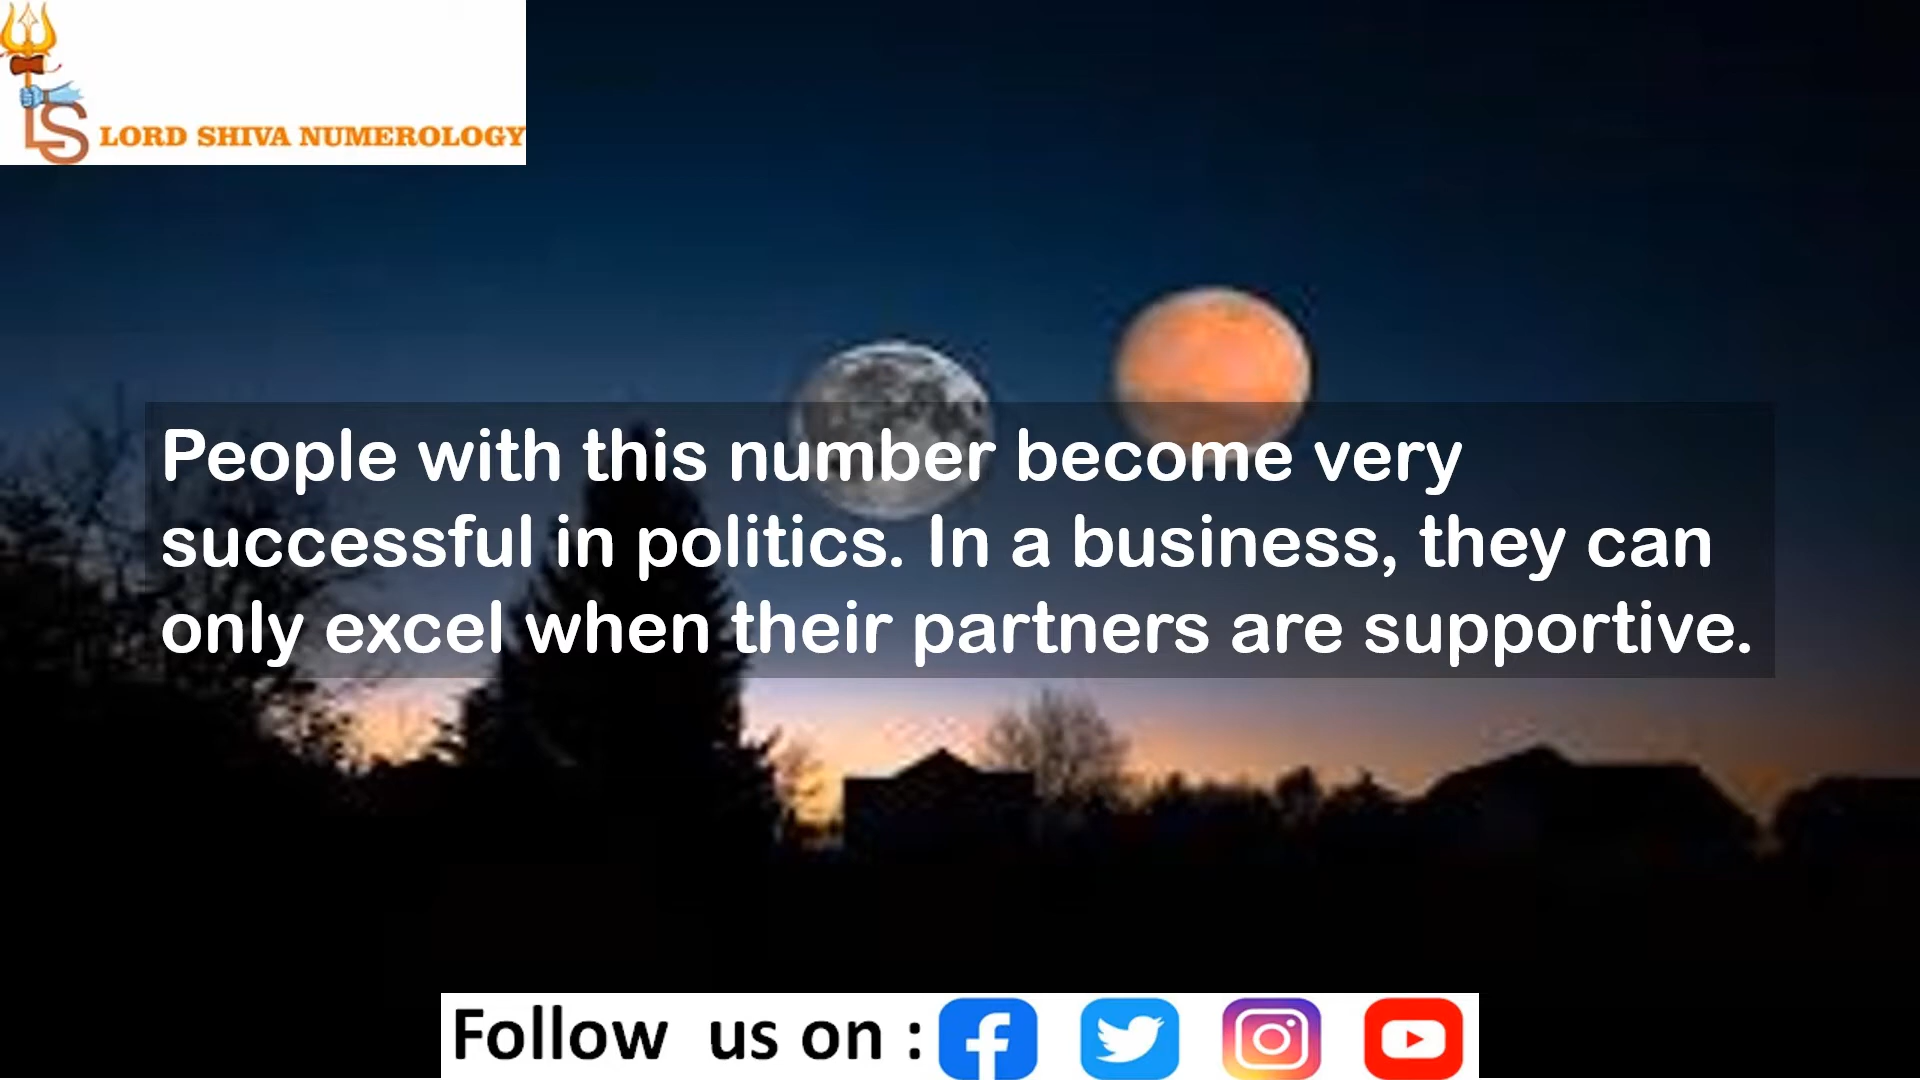 LS
LORD SHIVA NUMEROLOGY
People with this number become very
successful in politics. In a business, they can
only excel when their partners are supportive.
Follow us on :